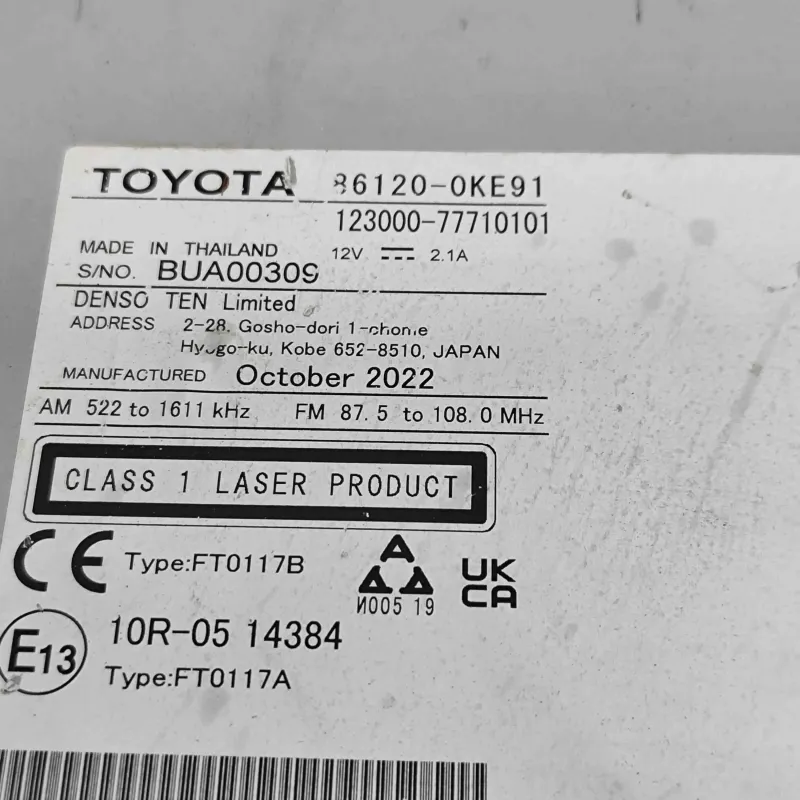 TOYOTA 86120-0KE91
123000-77710101
MADE IN THAILAND 12V ⎓ 2.1A
S/NO. BUA00309
DENSO TEN Limited
ADDRESS 2-28. Gosho-dori 1-chome
Hyogo-ku, Kobe 652-8510, JAPAN
MANUFACTURED October 2022
AM 522 to 1611 kHz FM 87.5 to 108.0 MHz
CLASS 1 LASER PRODUCT
CE Type:FT0117B
И005 19
UK
CA
E13 10R-05 14384
Type:FT0117A